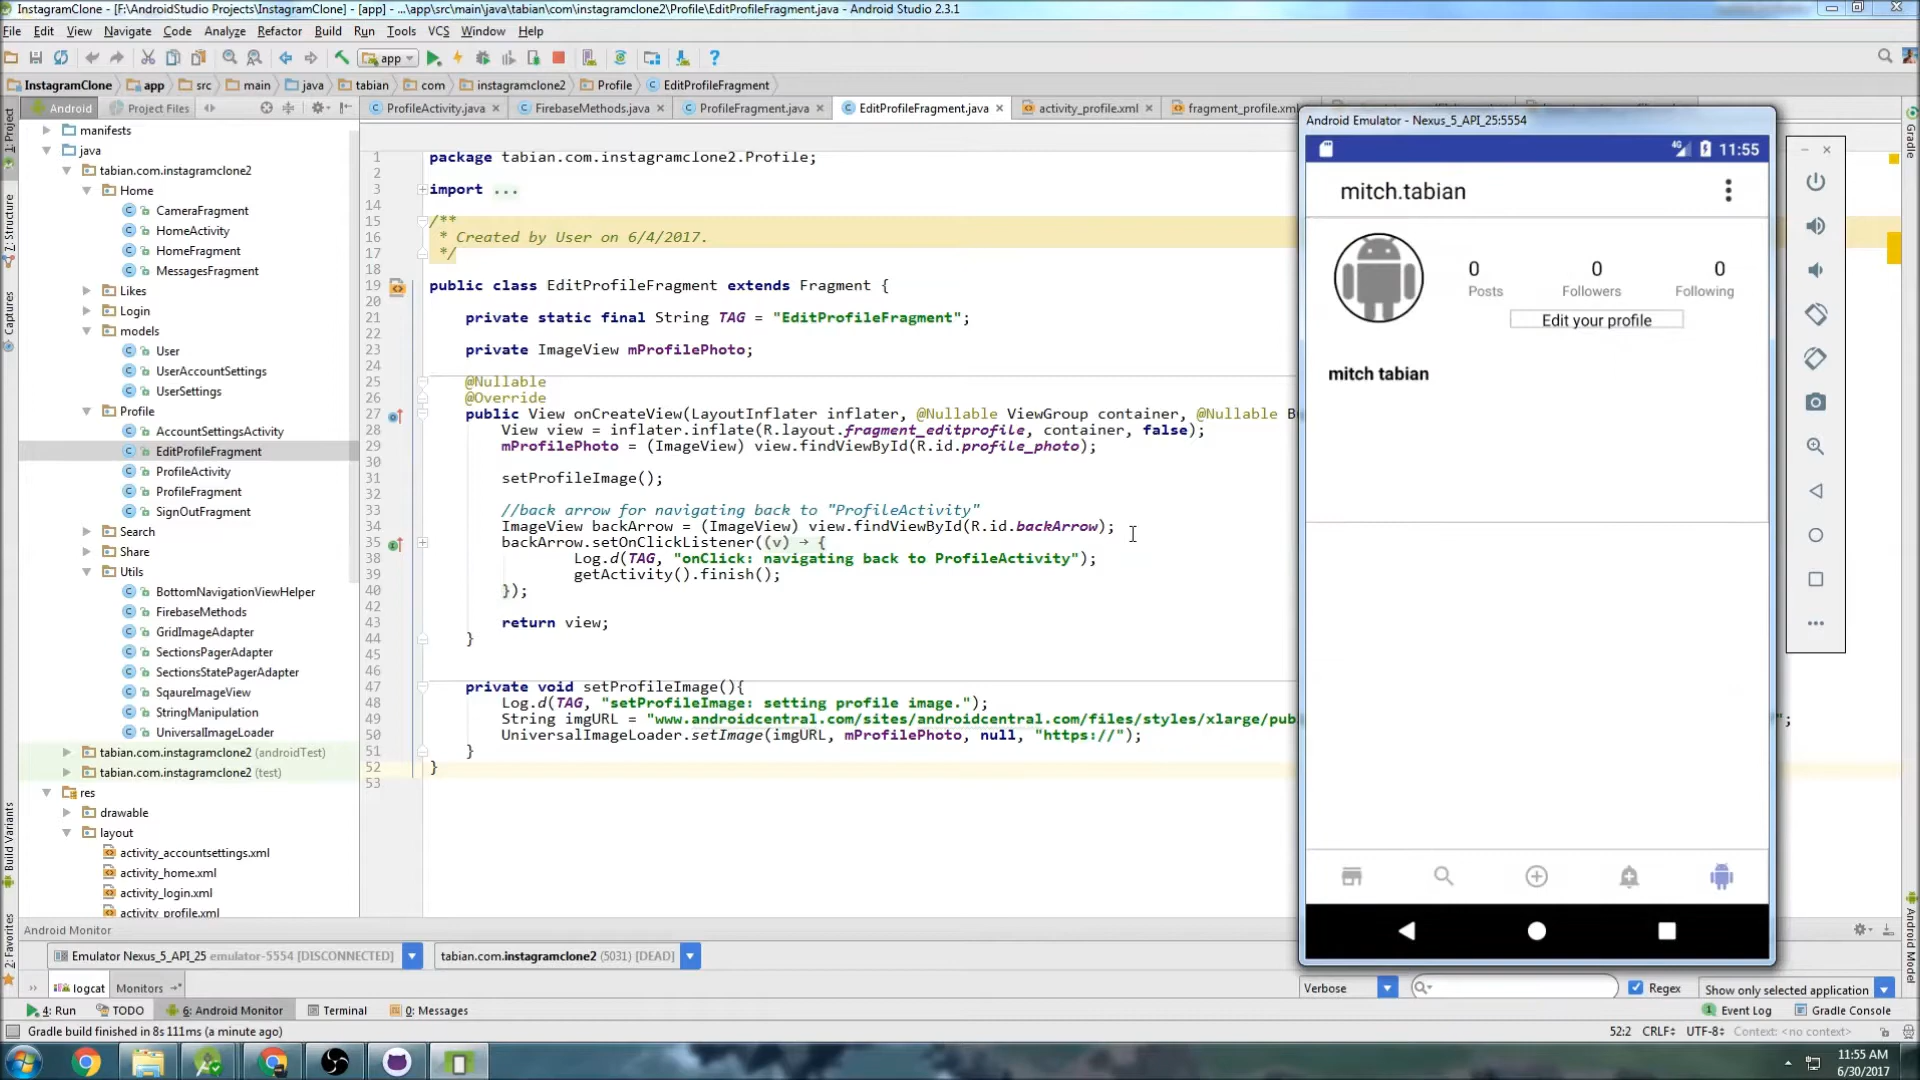 InstagramClone - [F:\AndroidStudio Projects\InstagramClone] - [app] - ...\app\src\main\java\tabian\com\instagramclone2\Profile\EditProfileFragment.java - Android Studio 2.3.1
File Edit View Navigate Code Analyze Refactor Build Run Tools VCS Window Help
app
InstagramClone app src main java tabian com instagramclone2 Profile EditProfileFragment
Android Project Files
ProfileActivity.java FirebaseMethods.java ProfileFragment.java EditProfileFragment.java activity_profile.xml fragment_profile.xml
1: Project
7: Structure
Captures
Build Variants
2: Favorites
manifests
java
tabian.com.instagramclone2
Home
CameraFragment
HomeActivity
HomeFragment
MessagesFragment
Likes
Login
models
User
UserAccountSettings
UserSettings
Profile
AccountSettingsActivity
EditProfileFragment
ProfileActivity
ProfileFragment
SignOutFragment
Search
Share
Utils
BottomNavigationViewHelper
FirebaseMethods
GridImageAdapter
SectionsPagerAdapter
SectionsStatePagerAdapter
SqaureImageView
StringManipulation
UniversalImageLoader
tabian.com.instagramclone2 (androidTest)
tabian.com.instagramclone2 (test)
res
drawable
layout
activity_accountsettings.xml
activity_home.xml
activity_login.xml
activity_profile.xml
1 package tabian.com.instagramclone2.Profile;
2
3 import ...
14
15 /**
16 * Created by User on 6/4/2017.
17 */
18
19 public class EditProfileFragment extends Fragment {
20
21 private static final String TAG = "EditProfileFragment";
22
23 private ImageView mProfilePhoto;
24
25 @Nullable
26 @Override
27 public View onCreateView(LayoutInflater inflater, @Nullable ViewGroup container, @Nullable B
28 View view = inflater.inflate(R.layout.fragment_editprofile, container, false);
29 mProfilePhoto = (ImageView) view.findViewById(R.id.profile_photo);
30
31 setProfileImage();
32
33 //back arrow for navigating back to "ProfileActivity"
34 ImageView backArrow = (ImageView) view.findViewById(R.id.backArrow);
35 backArrow.setOnClickListener((v) → {
38 Log.d(TAG, "onClick: navigating back to ProfileActivity");
39 getActivity().finish();
40 });
42
43 return view;
44 }
45
46
47 private void setProfileImage(){
48 Log.d(TAG, "setProfileImage: setting profile image.");
49 String imgURL = "www.androidcentral.com/sites/androidcentral.com/files/styles/xlarge/pub ";
50 UniversalImageLoader.setImage(imgURL, mProfilePhoto, null, "https://");
51 }
52 }
53
Android Emulator - Nexus_5_API_25:5554
4G 11:55
mitch.tabian
0 0 0
Posts Followers Following
Edit your profile
mitch tabian
Gradle
Android Model
Android Monitor
Emulator Nexus_5_API_25 emulator-5554 [DISCONNECTED] tabian.com.instagramclone2 (5031) [DEAD]
logcat Monitors Verbose Regex Show only selected application
4: Run TODO 6: Android Monitor Terminal 0: Messages Event Log Gradle Console
Gradle build finished in 8s 111ms (a minute ago) 52:2 CRLF UTF-8 Context: <no context>
11:55 AM
6/30/2017